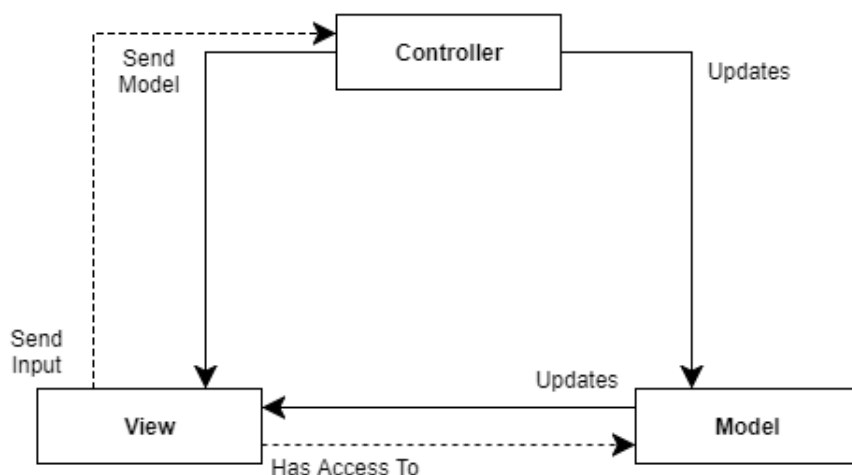 Controller
Send
Model
Updates
Send
Input
Updates
View
Model
Has Access To